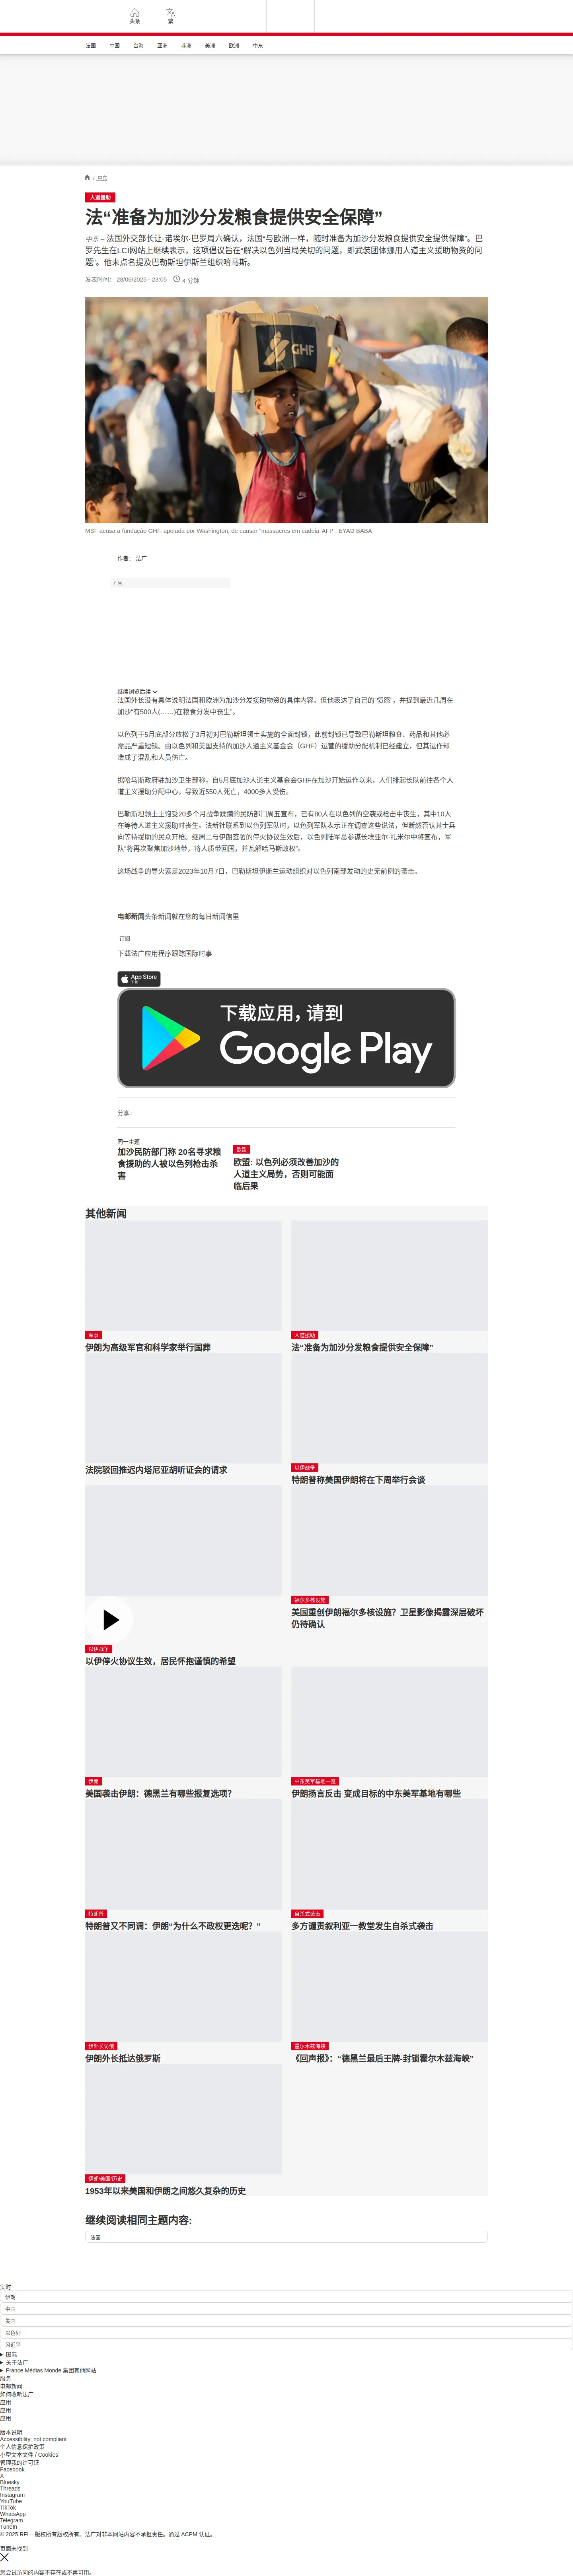 头条
繁
法国
中国
台海
亚洲
非洲
美洲
欧洲
中东
/ 中东
人道援助
法“准备为加沙分发粮食提供安全保障”
中东 – 法国外交部长让-诺埃尔·巴罗周六确认，法国“与欧洲一样，随时准备为加沙分发粮食提供安全提供保障”。巴
罗先生在LCI网站上继续表示，这项倡议旨在“解决以色列当局关切的问题，即武装团体挪用人道主义援助物资的问
题”。他未点名提及巴勒斯坦伊斯兰组织哈马斯。
发表时间： 28/06/2025 - 23:05
4 分钟
GHF
MSF acusa a fundação GHF, apoiada por Washington, de causar "massacres em cadeia AFP - EYAD BABA
作者： 法广
广告
继续浏览后续
法国外长没有具体说明法国和欧洲为加沙分发援助物资的具体内容。但他表达了自己的“愤怒”，并提到最近几周在
加沙“有500人(……)在粮食分发中丧生”。
以色列于5月底部分放松了3月初对巴勒斯坦领土实施的全面封锁，此前封锁已导致巴勒斯坦粮食、药品和其他必
需品严重短缺。由以色列和美国支持的加沙人道主义基金会（GHF）运营的援助分配机制已经建立，但其运作却
造成了混乱和人员伤亡。
据哈马斯政府驻加沙卫生部称，自5月底加沙人道主义基金会GHF在加沙开始运作以来，人们排起长队前往各个人
道主义援助分配中心，导致近550人死亡，4000多人受伤。
巴勒斯坦领土上饱受20多个月战争蹂躏的民防部门周五宣布，已有80人在以色列的空袭或枪击中丧生，其中10人
在等待人道主义援助时丧生。法新社联系到以色列军队时，以色列军队表示正在调查这些说法，但断然否认其士兵
向等待援助的民众开枪。继周二与伊朗签署的停火协议生效后，以色列陆军总参谋长埃亚尔·扎米尔中将宣布，军
队“将再次聚焦加沙地带，将人质带回国，并瓦解哈马斯政权”。
这场战争的导火索是2023年10月7日，巴勒斯坦伊斯兰运动组织对以色列南部发动的史无前例的袭击。
电邮新闻头条新闻就在您的每日新闻信里
订阅
下载法广应用程序跟踪国际时事
App Store
下载
下载应用，请到
Google Play
分享 :
同一主题
加沙民防部门称 20名寻求粮
食援助的人被以色列枪击杀
害
欧盟
欧盟: 以色列必须改善加沙的
人道主义局势，否则可能面
临后果
其他新闻
军事
伊朗为高级军官和科学家举行国葬
人道援助
法“准备为加沙分发粮食提供安全保障”
法院驳回推迟内塔尼亚胡听证会的请求
以伊战争
特朗普称美国伊朗将在下周举行会谈
以伊战争
以伊停火协议生效，居民怀抱谨慎的希望
福尔多核设施
美国重创伊朗福尔多核设施？卫星影像揭露深层破坏
仍待确认
伊朗
美国袭击伊朗：德黑兰有哪些报复选项？
中东美军基地一览
伊朗扬言反击 变成目标的中东美军基地有哪些
特朗普
特朗普又不同调：伊朗“为什么不政权更迭呢？”
自杀式袭击
多方谴责叙利亚一教堂发生自杀式袭击
伊外长访俄
伊朗外长抵达俄罗斯
霍尔木兹海峡
《回声报》：“德黑兰最后王牌-封锁霍尔木兹海峡”
伊朗/美国/历史
1953年以来美国和伊朗之间悠久复杂的历史
继续阅读相同主题内容:
法国
实时
伊朗
中国
美国
以色列
习近平
国际
关于法广
France Médias Monde 集团其他网站
服务
电邮新闻
如何收听法广
应用
应用
应用
版本说明
Accessibility: not compliant
个人信息保护政策
小型文本文件 / Cookies
管理我的许可证
Facebook
X
Bluesky
Threads
Instagram
YouTube
TikTok
WhatsApp
Telegram
TuneIn
© 2025 RFI – 版权所有版权所有。法广对非本网站内容不承担责任。通过 ACPM 认证。
页面未找到
您尝试访问的内容不存在或不再可用。